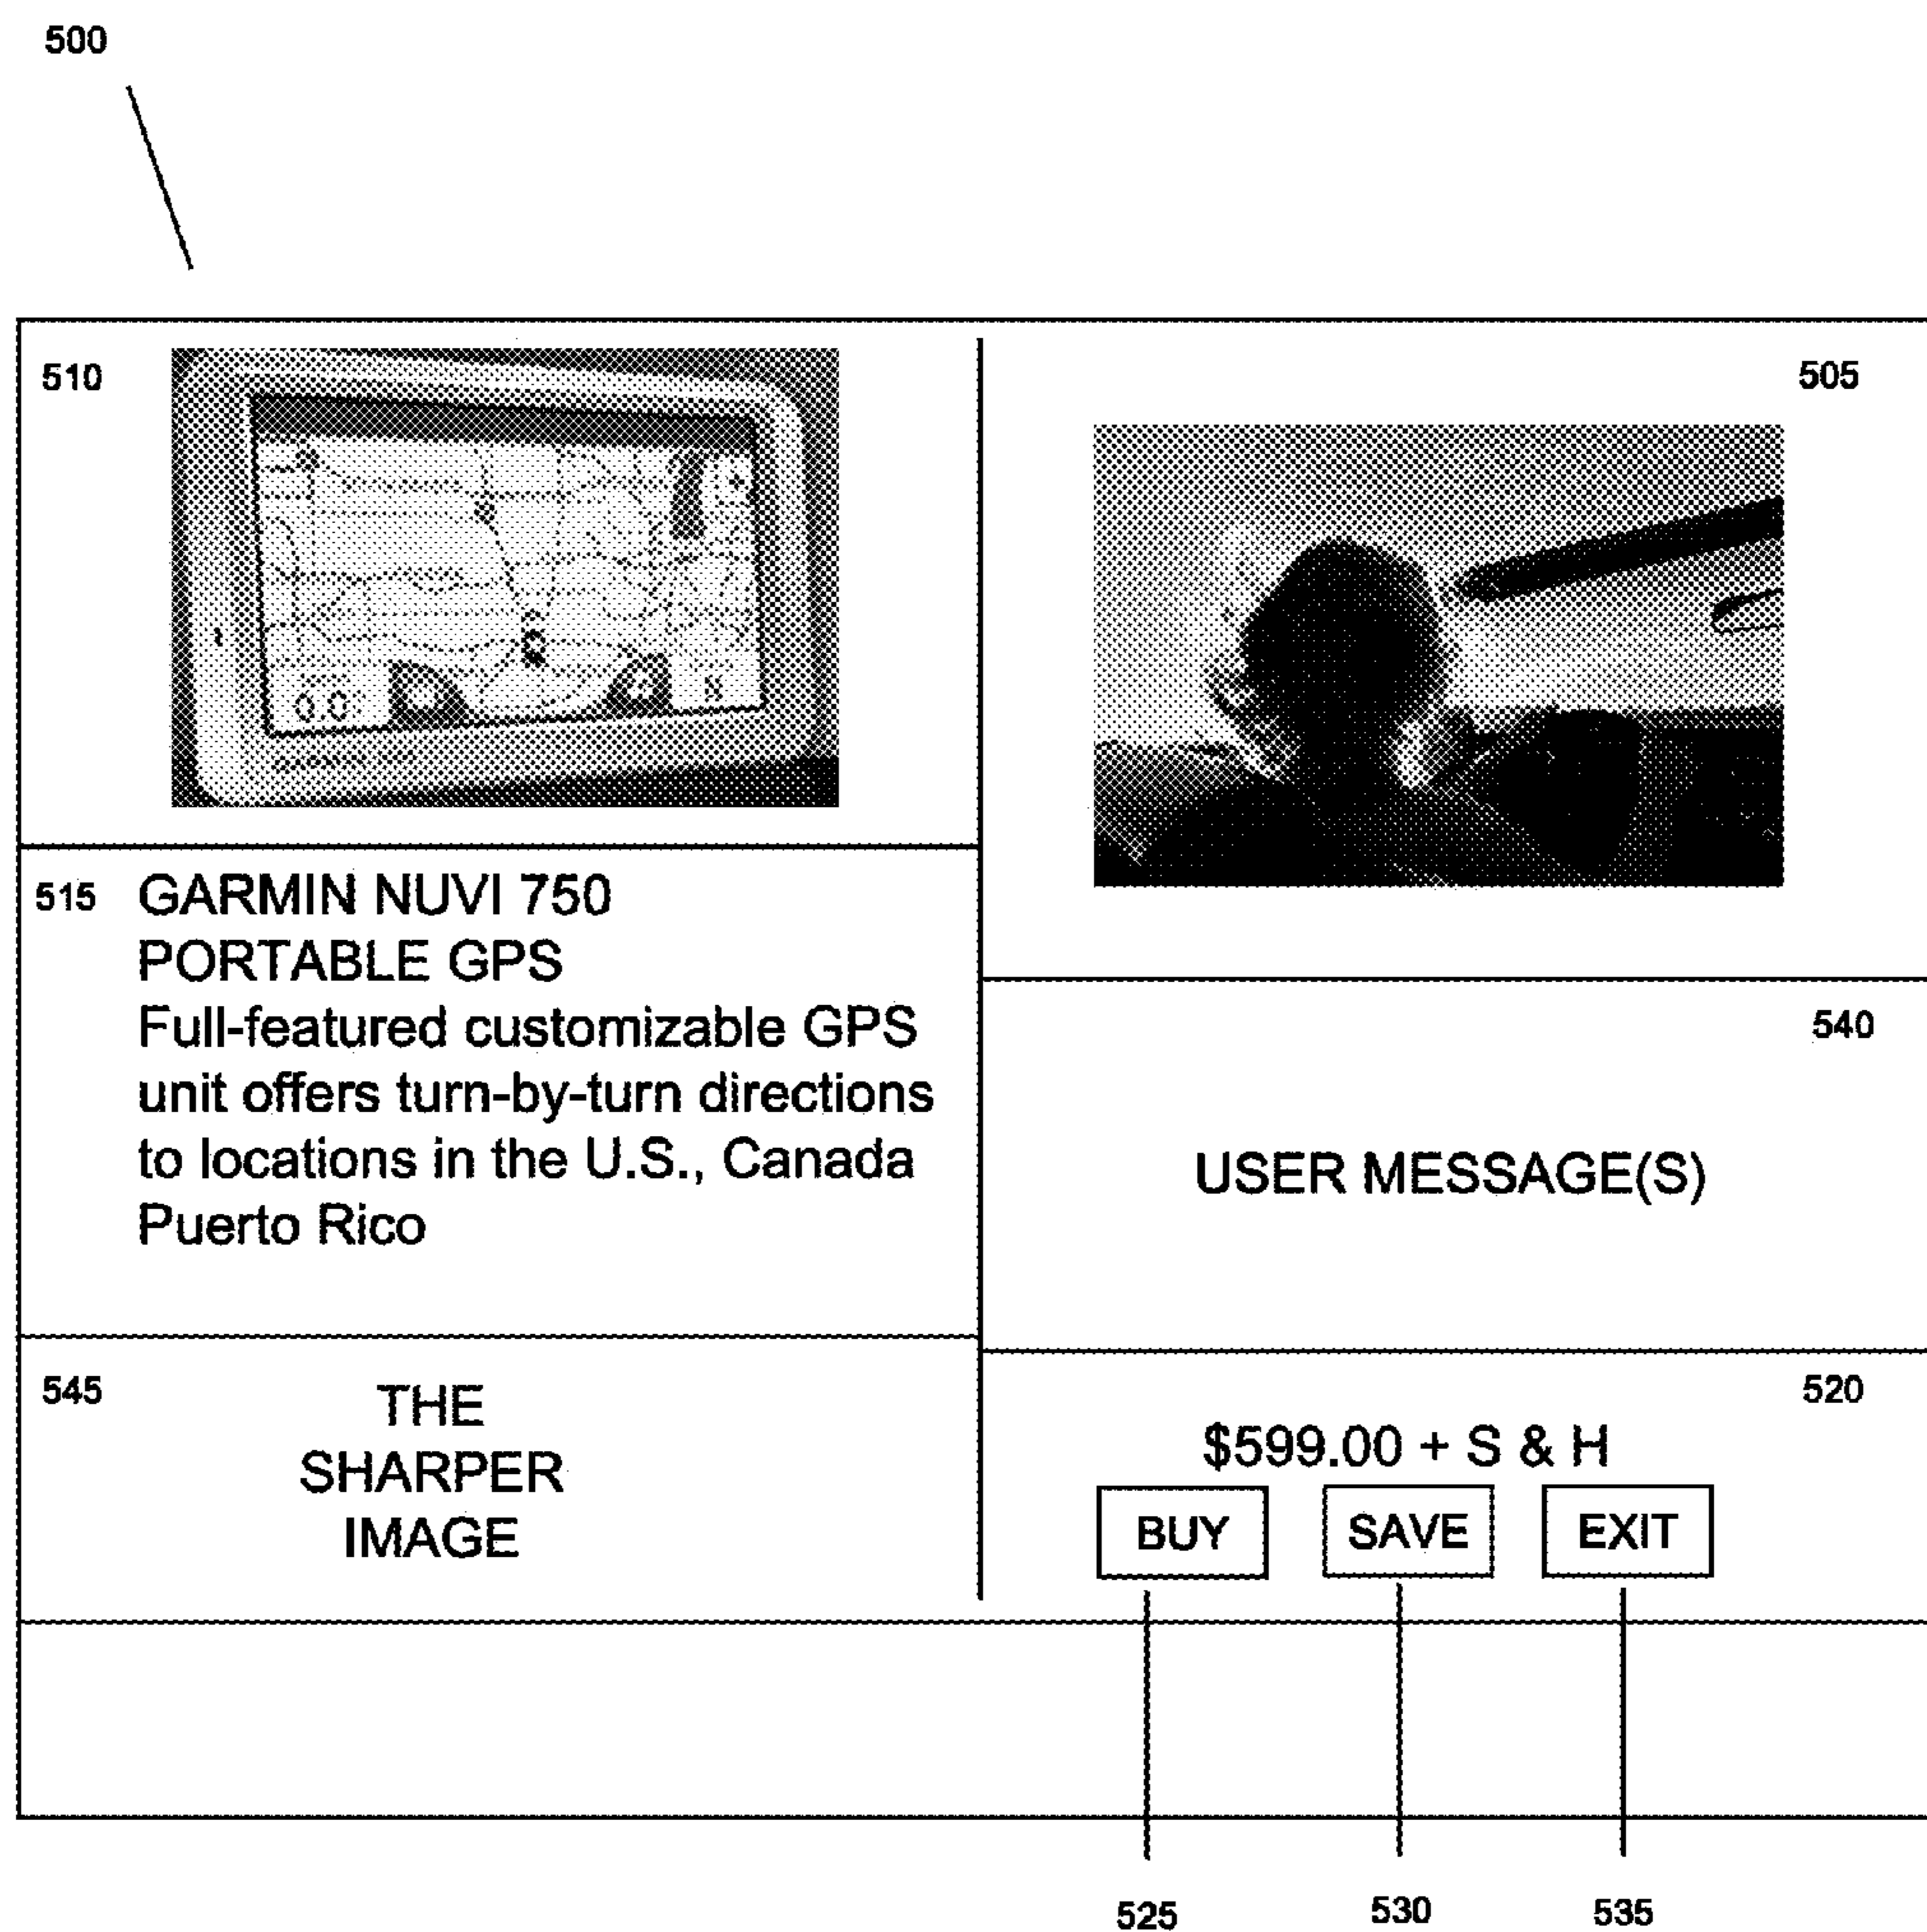 500
510
0.0
505
515 GARMIN NUVI 750
PORTABLE GPS
Full-featured customizable GPS
unit offers turn-by-turn directions
to locations in the U.S., Canada
Puerto Rico
540
USER MESSAGE(S)
545
THE
SHARPER
IMAGE
520
$599.00 + S & H
BUY SAVE EXIT
525 530 535